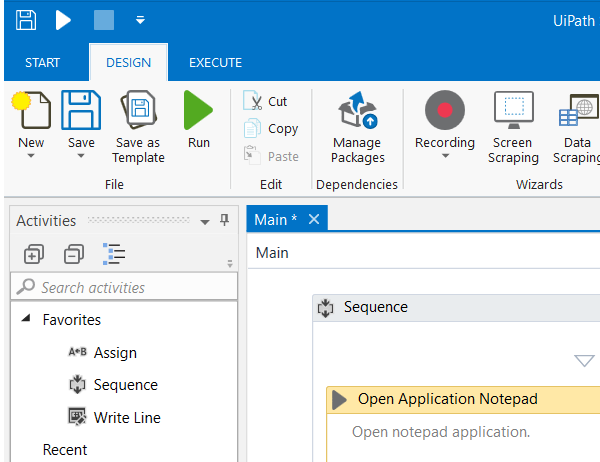 UiPath
START DESIGN EXECUTE
New
Save
Save as
Template
Run
File
Cut
Copy
Paste
Edit
Manage
Packages
Dependencies
Recording
Screen
Scraping
Data
Scraping
Wizards
Activities
Search activities
Favorites
Assign
Sequence
Write Line
Recent
Main *
Main
Sequence
Open Application Notepad
Open notepad application.